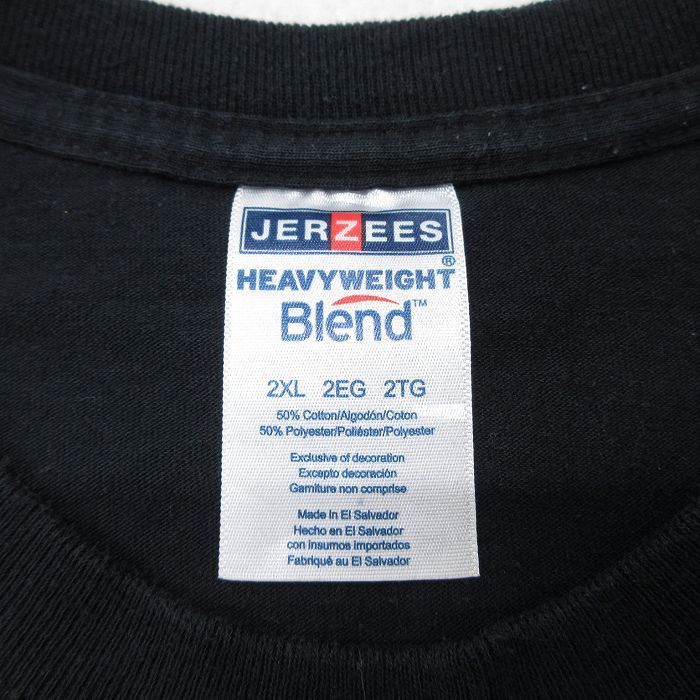 JERZEES
®
HEAVYWEIGHT
Blend™
2XL 2EG 2TG
50% Cotton/Algodón/Coton
50% Polyester/Poliéster/Polyester
Exclusive of decoration
Excepto decoración
Garniture non comprise
Made in El Salvador
Hecho en El Salvador
con insumos importados
Fabriqué au El Salvador